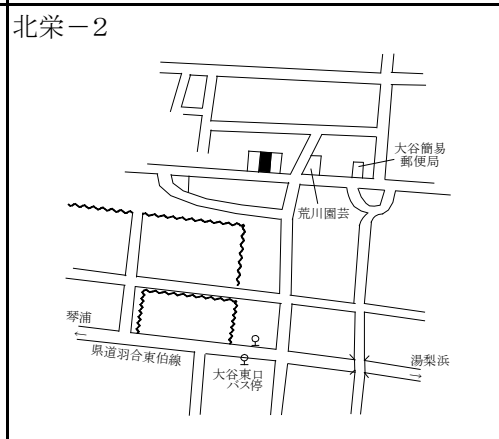 北栄－2
大谷簡易
郵便局
荒川園芸
琴浦
←
県道羽合東伯線
大谷東口
バス停
湯梨浜
→